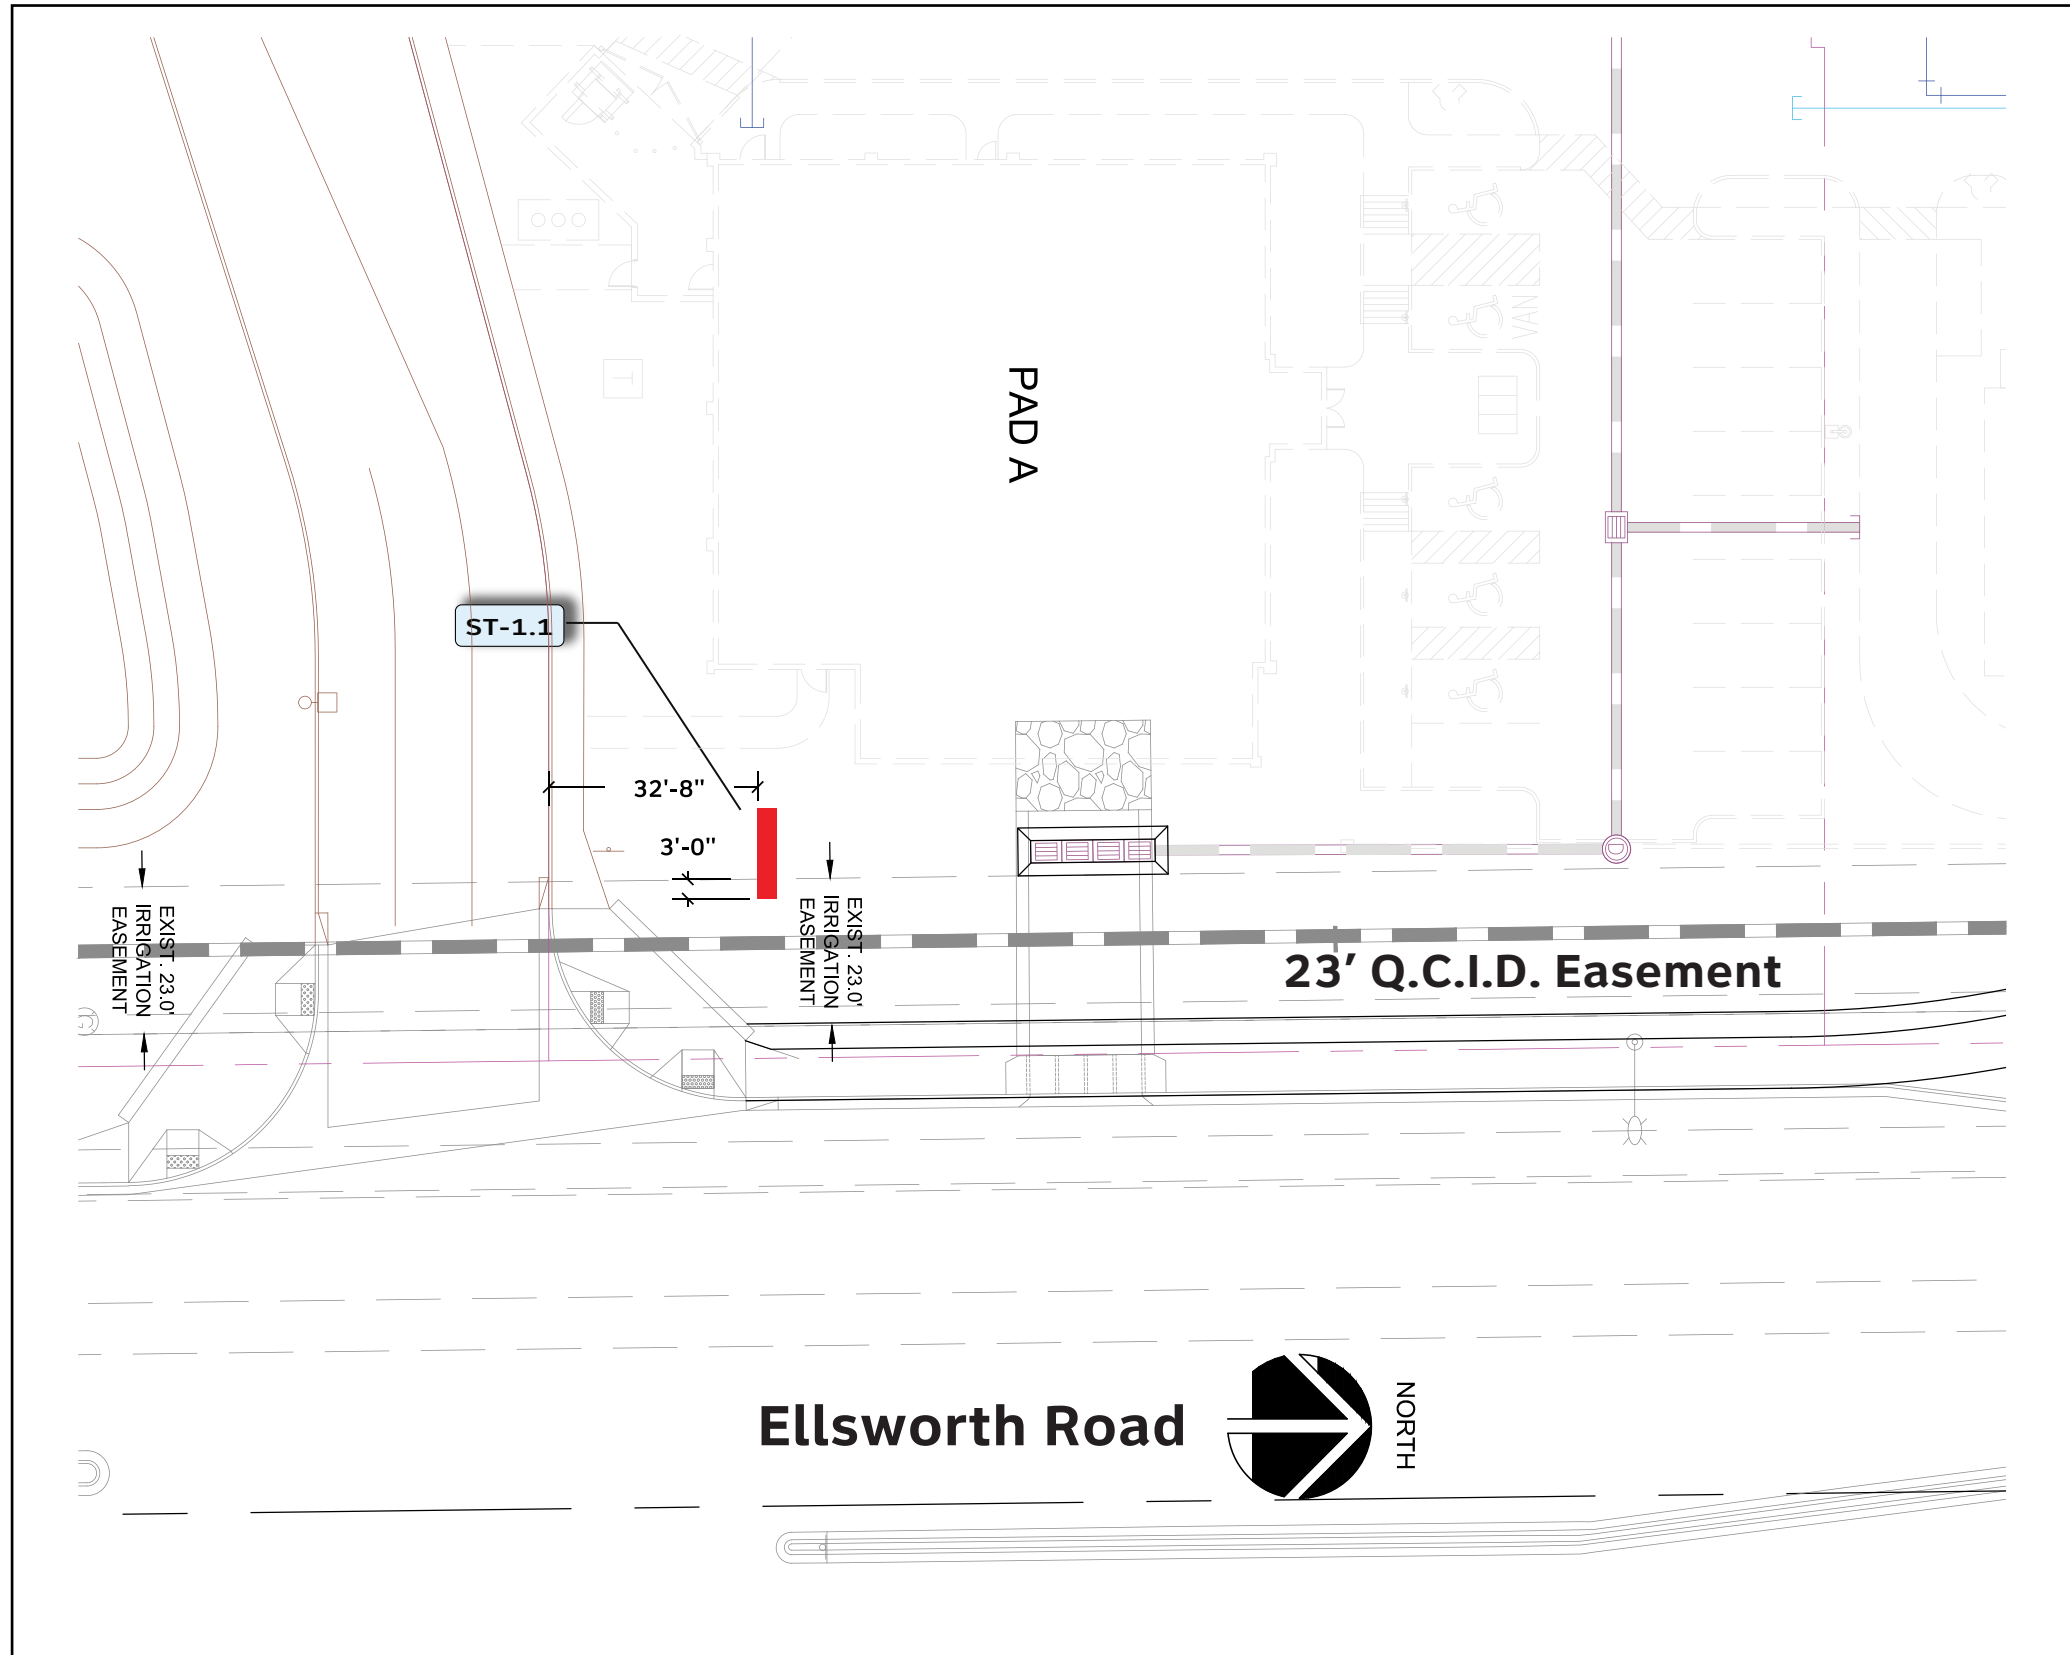 VAN
PAD A
T
ST-1.1
32'-8"
3'-0"
EXIST. 23.0'
IRRIGATION
EASEMENT
EXIST. 23.0'
IRRIGATION
EASEMENT
23’ Q.C.I.D. Easement
Ellsworth Road
NORTH